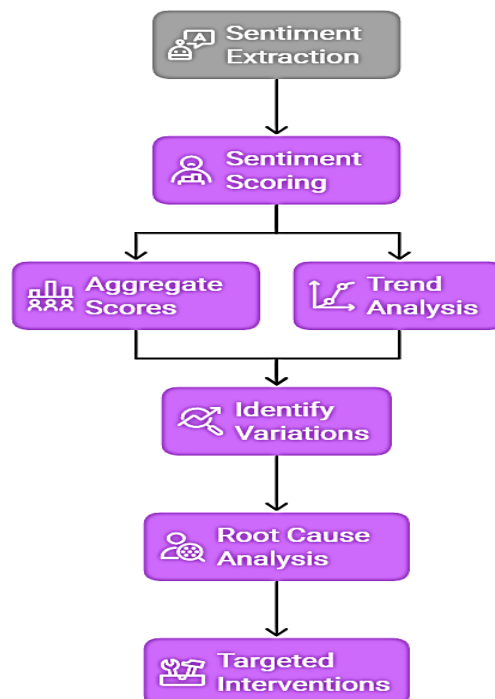 A
Sentiment
Extraction
Sentiment
Scoring
Aggregate
Scores
Trend
Analysis
Identify
Variations
Root Cause
Analysis
Targeted
Interventions